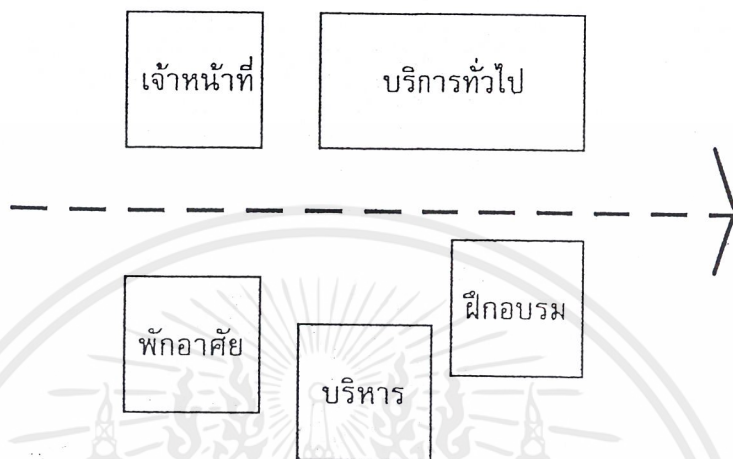 เจ้าหน้าที่
บริการทั่วไป
ฝึกอบรม
พักอาศัย
บริหาร